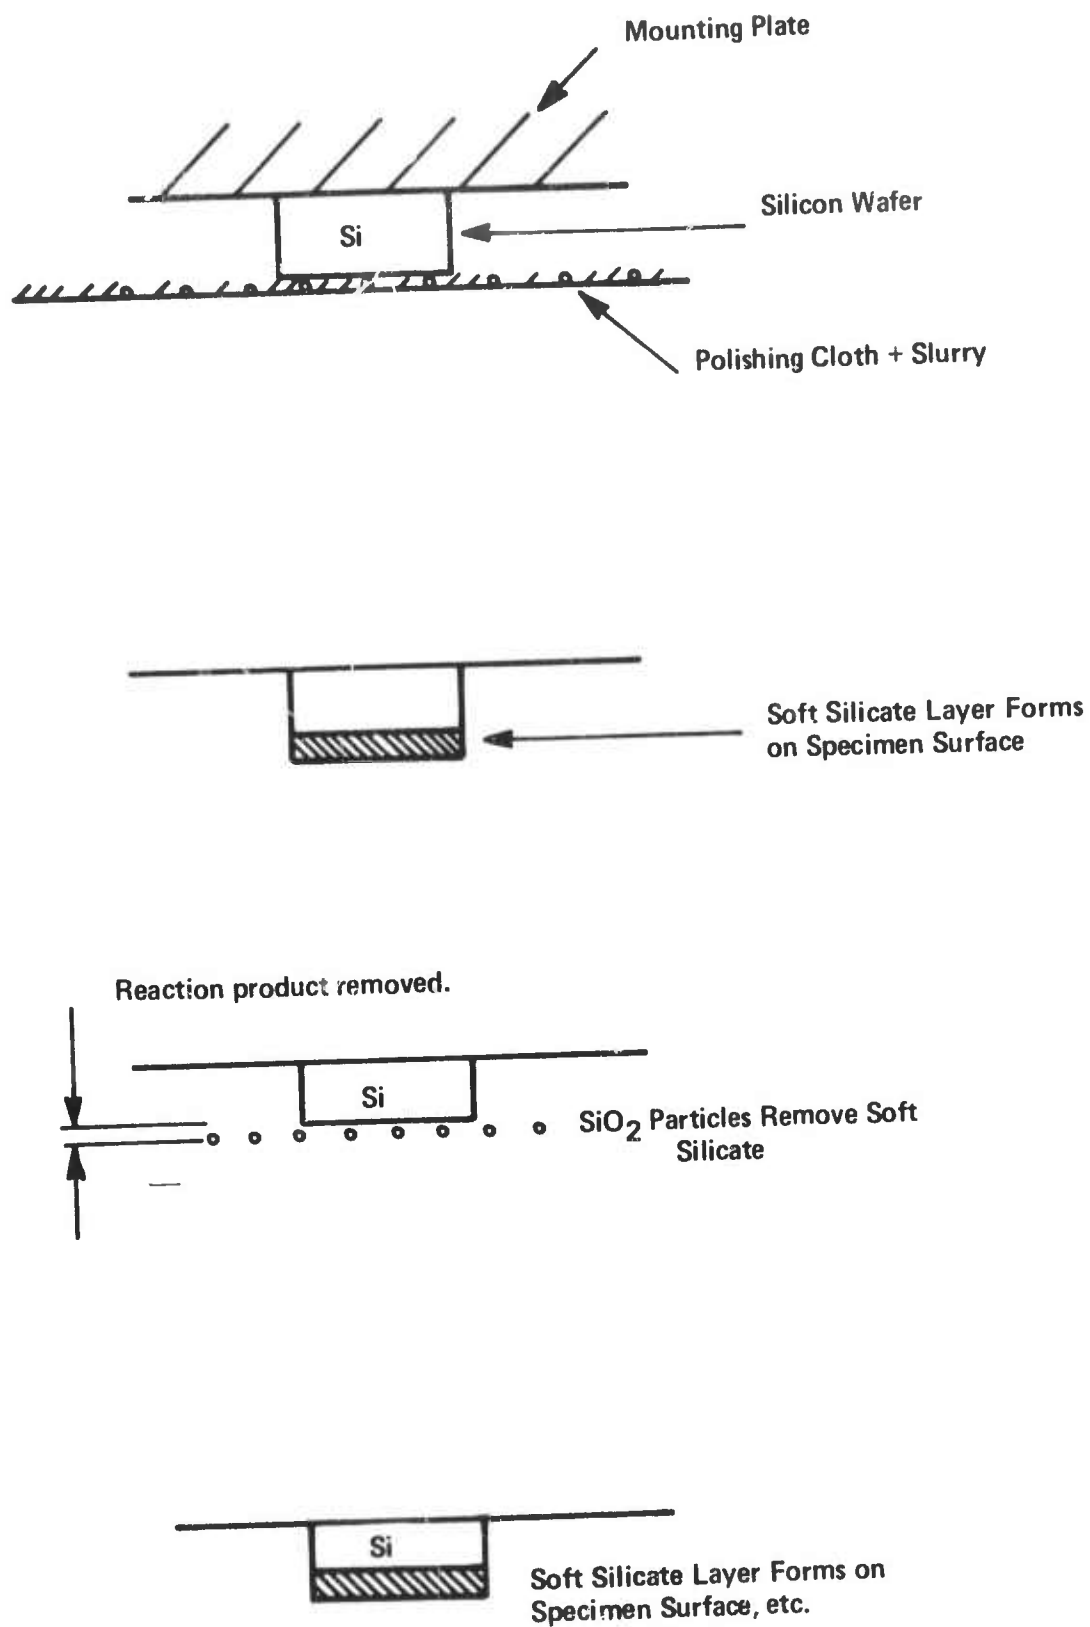 Mounting Plate
Si
Silicon Wafer
Polishing Cloth + Slurry
Soft Silicate Layer Forms
on Specimen Surface
Reaction product removed.
Si
SiO2 Particles Remove Soft
Silicate
Si
Soft Silicate Layer Forms on
Specimen Surface, etc.